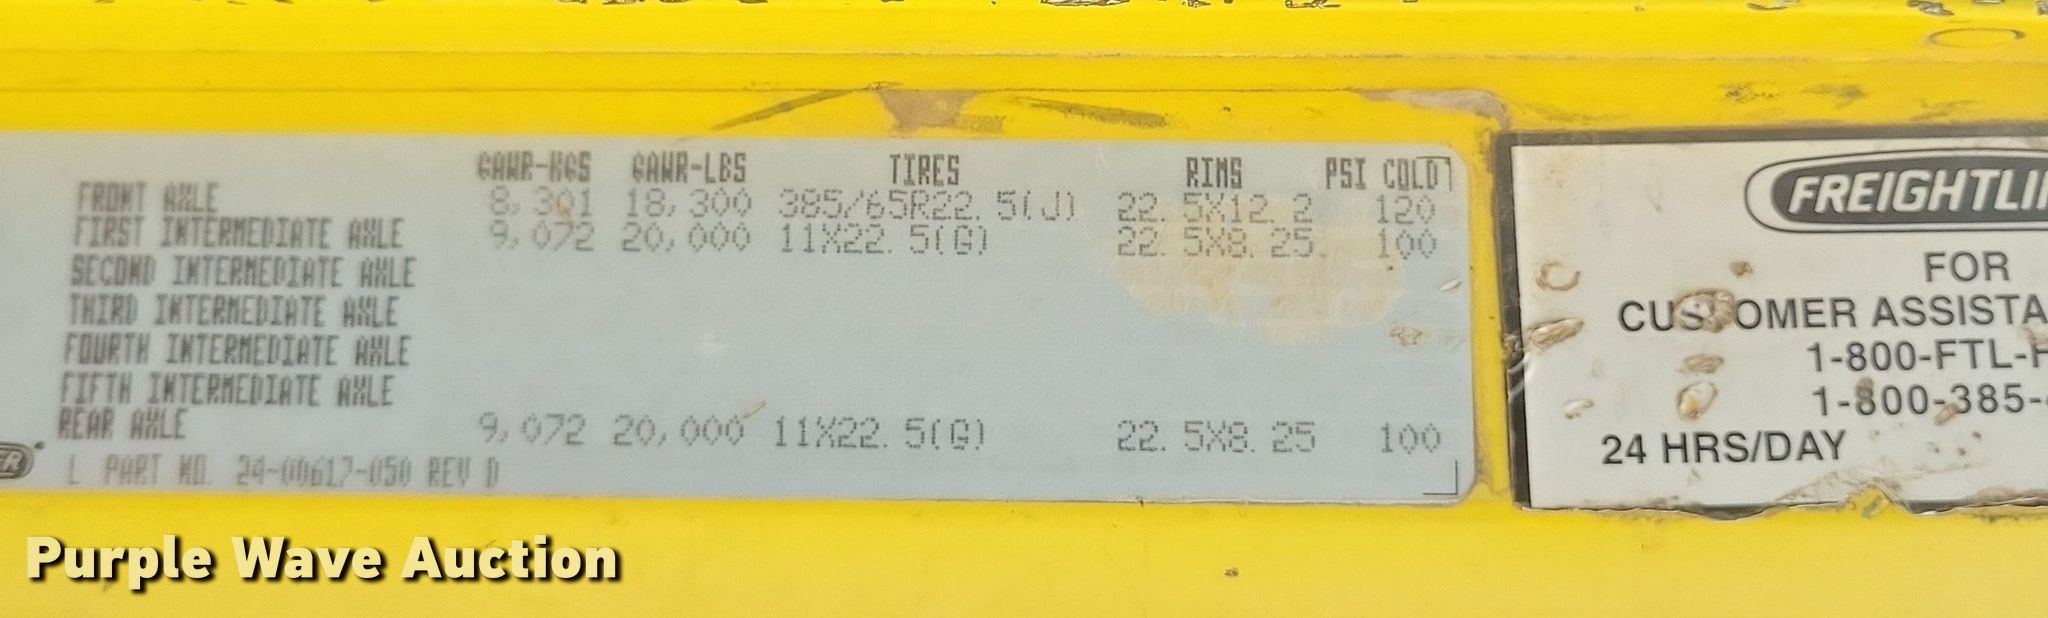 GAWR-KGS GAWR-LBS TIRES RIMS PSI COLD
FRONT AXLE 8,301 18,300 385/65R22.5(J) 22.5X12.2 120
FIRST INTERMEDIATE AXLE 9,072 20,000 11X22.5(G) 22.5X8.25 100
SECOND INTERMEDIATE AXLE
THIRD INTERMEDIATE AXLE
FOURTH INTERMEDIATE AXLE
FIFTH INTERMEDIATE AXLE
REAR AXLE 9,072 20,000 11X22.5(G) 22.5X8.25 100
L PART NO. 24-00617-050 REV D
FREIGHTLI
FOR
CUSTOMER ASSISTA
1-800-FTL-H
1-800-385-
24 HRS/DAY
Purple Wave Auction